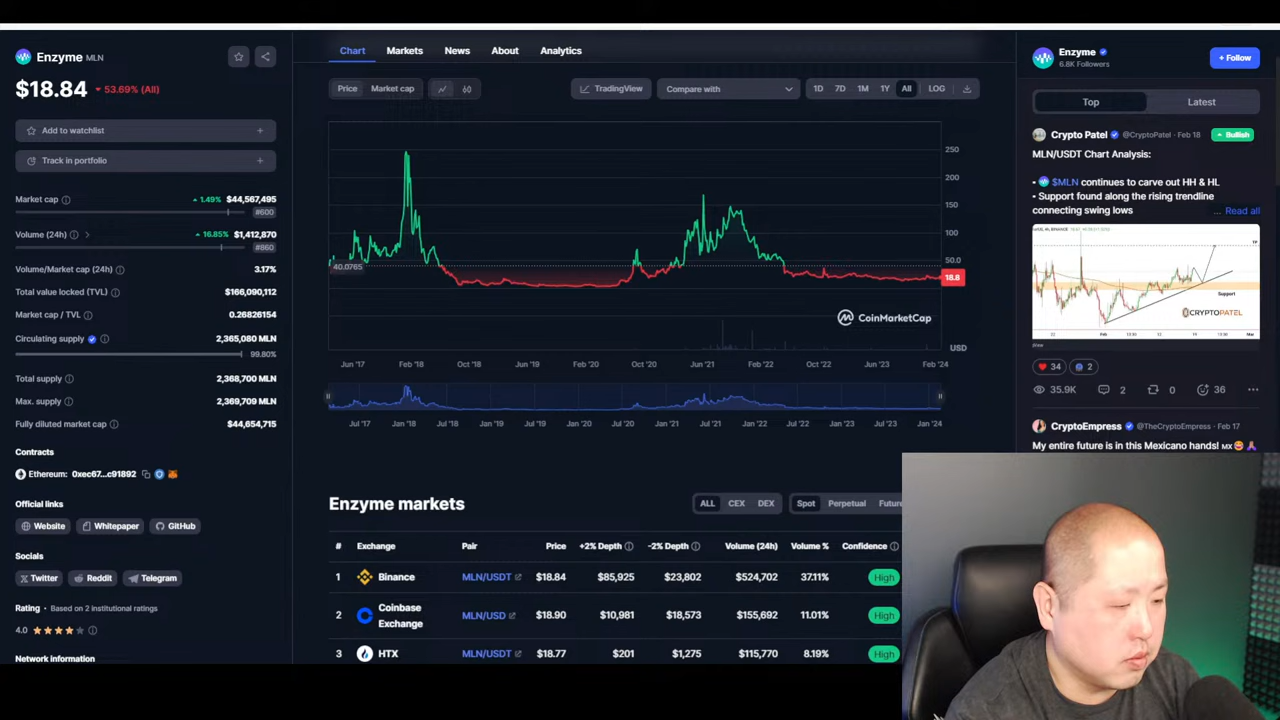 Enzyme MLN
$18.84 53.69% (All)
Add to watchlist +
Track in portfolio +
Market cap 1.49% $44,567,495
#600
Volume (24h) > 16.85% $1,412,870
#860
Volume/Market cap (24h) 3.17%
Total value locked (TVL) $166,090,112
Market cap / TVL 0.26826154
Circulating supply 2,365,080 MLN
99.80%
Total supply 2,368,700 MLN
Max. supply 2,369,709 MLN
Fully diluted market cap $44,654,715
Contracts
Ethereum: 0xec67...c91892
Official links
Website Whitepaper GitHub
Socials
Twitter Reddit Telegram
Rating · Based on 2 institutional ratings
4.0
Network information
Chart Markets News About Analytics
Price Market cap TradingView Compare with 1D 7D 1M 1Y All LOG
250
200
150
100
50.0
40.0765
18.8
CoinMarketCap
USD
Jun '17 Feb '18 Oct '18 Jun '19 Feb '20 Oct '20 Jun '21 Feb '22 Oct '22 Jun '23 Feb '24
Jul '17 Jan '18 Jul '18 Jan '19 Jul '19 Jan '20 Jul '20 Jan '21 Jul '21 Jan '22 Jul '22 Jan '23 Jul '23 Jan '24
Enzyme markets ALL CEX DEX Spot Perpetual Futur
# Exchange Pair Price +2% Depth -2% Depth Volume (24h) Volume % Confidence
1 Binance MLN/USDT $18.84 $85,925 $23,802 $524,702 37.11% High
2 Coinbase Exchange MLN/USD $18.90 $10,981 $18,573 $155,692 11.01% High
3 HTX MLN/USDT $18.77 $201 $1,275 $115,770 8.19% High
Enzyme
6.8K Followers
+ Follow
Top Latest
Crypto Patel @CryptoPatel · Feb 18 Bullish
MLN/USDT Chart Analysis:
• $MLN continues to carve out HH & HL
• Support found along the rising trendline
connecting swing lows ... Read all
TP
Support
CRYPTOPATEL
34 2
35.9K 2 0 36 ...
CryptoEmpress @TheCryptoEmpress · Feb 17
My entire future is in this Mexicano hands!